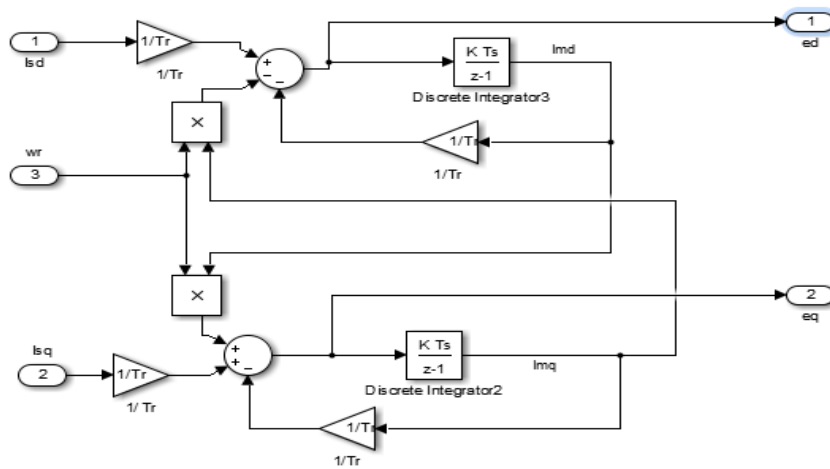 1
Isd
1/Tr
1/Tr
+
−
−
K Ts
z-1
Discrete Integrator3
Imd
1
ed
×
1/Tr
1/Tr
wr
3
×
2
eq
Isq
2
1/Tr
1/ Tr
+
+
−
K Ts
z-1
Discrete Integrator2
Imq
1/Tr
1/Tr